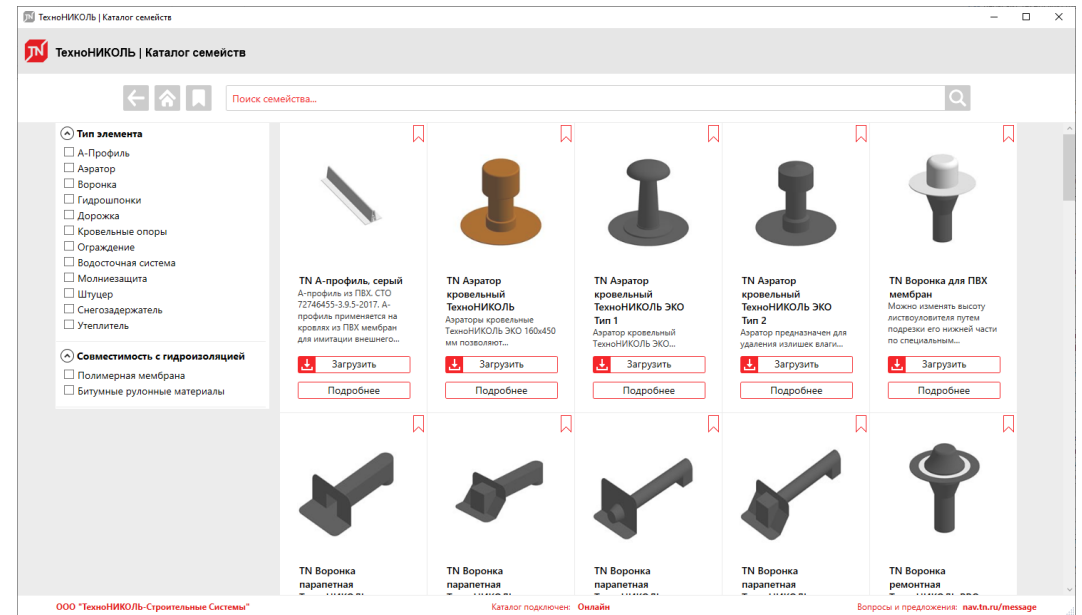 ТехноНИКОЛЬ | Каталог семейств
ТехноНИКОЛЬ | Каталог семейств
Поиск семейства...
Тип элемента
А-Профиль
Аэратор
Воронка
Гидрошпонки
Дорожка
Кровельные опоры
Ограждение
Водосточная система
Молниезащита
Штуцер
Снегозадержатель
Утеплитель
Совместимость с гидроизоляцией
Полимерная мембрана
Битумные рулонные материалы
TN А-профиль, серый
А-профиль из ПВХ. СТО
72746455-3.9.5-2017. А-
профиль применяется на
кровлях из ПВХ мембран
для имитации внешнего...
Загрузить
Подробнее
TN Аэратор
кровельный
ТехноНИКОЛЬ
Аэраторы кровельные
ТехноНИКОЛЬ ЭКО 160х450
мм позволяют...
Загрузить
Подробнее
TN Аэратор
кровельный
ТехноНИКОЛЬ ЭКО
Тип 1
Аэратор кровельный
ТехноНИКОЛЬ ЭКО...
Загрузить
Подробнее
TN Аэратор
кровельный
ТехноНИКОЛЬ ЭКО
Тип 2
Аэратор предназначен для
удаления излишек влаги...
Загрузить
Подробнее
TN Воронка для ПВХ
мембран
Можно изменять высоту
листвоуловителя путем
подрезки его нижней части
по специальным...
Загрузить
Подробнее
TN Воронка
парапетная
TN Воронка
парапетная
TN Воронка
парапетная
TN Воронка
парапетная
TN Воронка
ремонтная
ООО "ТехноНИКОЛЬ-Строительные Системы"
Каталог подключен: Онлайн
Вопросы и предложения: nav.tn.ru/message